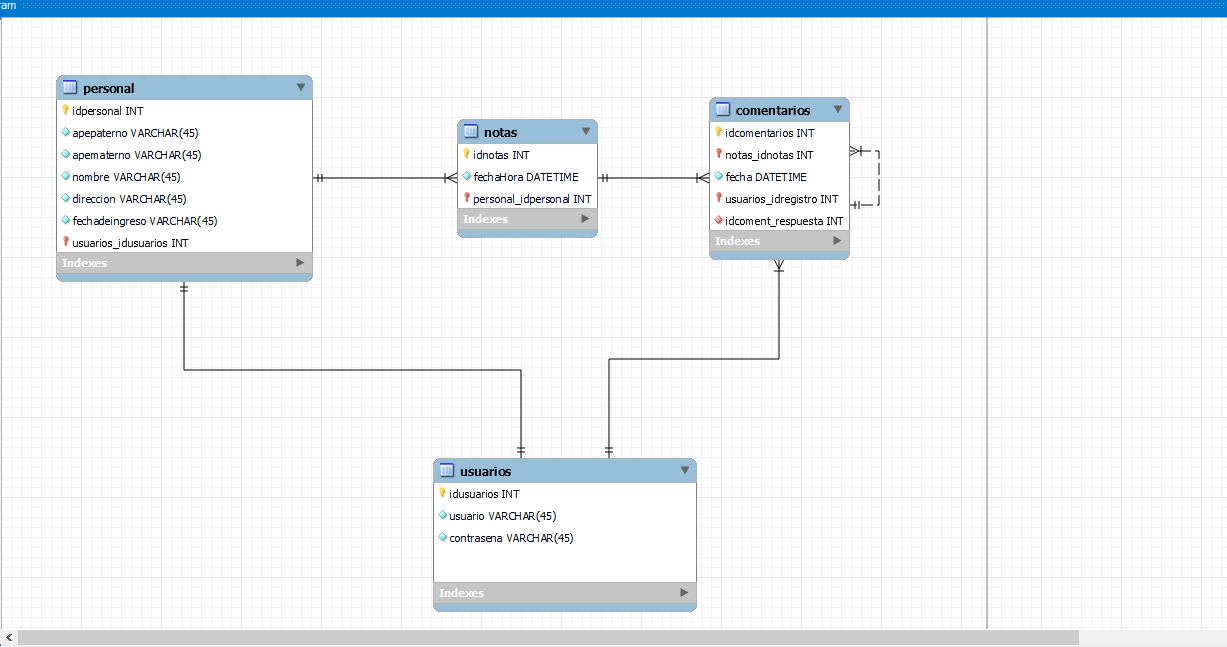 ram
personal
idpersonal INT
apepaterno VARCHAR(45)
apematerno VARCHAR(45)
nombre VARCHAR(45)
direccion VARCHAR(45)
fechadeingreso VARCHAR(45)
usuarios_idusuarios INT
Indexes
notas
idnotas INT
fechaHora DATETIME
personal_idpersonal INT
Indexes
comentarios
idcomentarios INT
notas_idnotas INT
fecha DATETIME
usuarios_idregistro INT
idcoment_respuesta INT
Indexes
usuarios
idusuarios INT
usuario VARCHAR(45)
contrasena VARCHAR(45)
Indexes